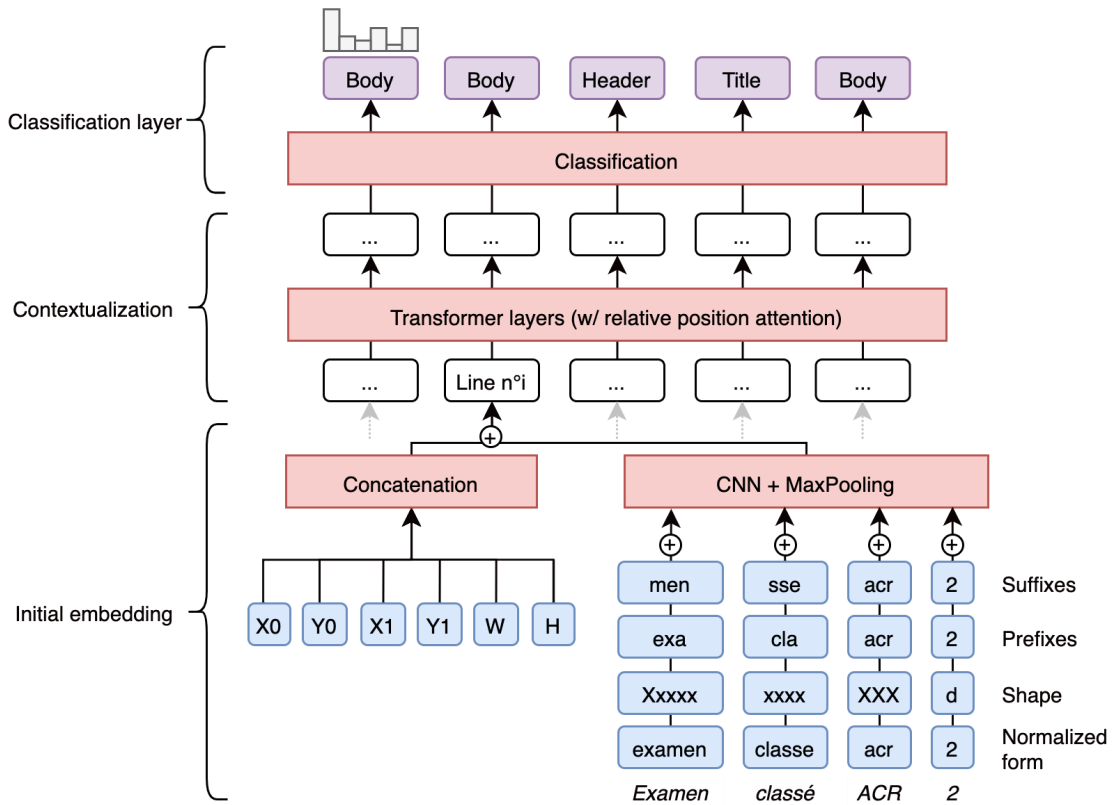 Body Body Header Title Body
Classification layer
Classification
... ... ... ... ...
Contextualization
Transformer layers (w/ relative position attention)
... Line n°i ... ... ...
+
Concatenation
CNN + MaxPooling
+ + + +
Initial embedding
X0 Y0 X1 Y1 W H
men sse acr 2 Suffixes
exa cla acr 2 Prefixes
Xxxxx xxxx XXX d Shape
examen classe acr 2 Normalized
form
Examen classé ACR 2